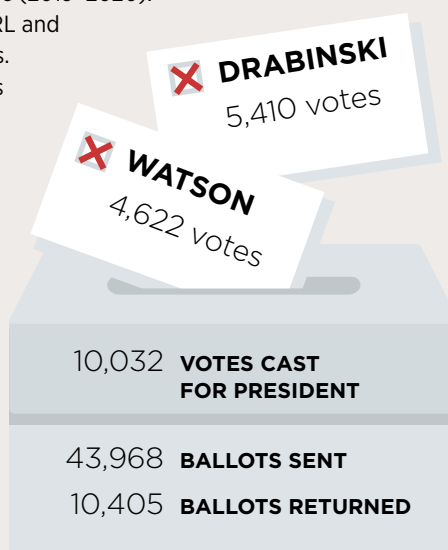 RL and
s.
s
DRABINSKI
5,410 votes
WATSON
4,622 votes
10,032 VOTES CAST
FOR PRESIDENT
43,968 BALLOTS SENT
10,405 BALLOTS RETURNED